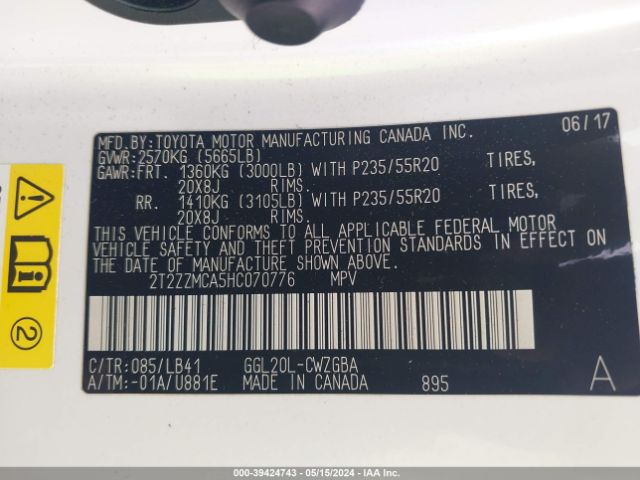 MFD.BY:TOYOTA MOTOR MANUFACTURING CANADA INC. 06/17
GVWR:2570KG (5665LB)
GAWR:FRT. 1360KG (3000LB) WITH P235/55R20 TIRES,
20X8J RIMS.
RR. 1410KG (3105LB) WITH P235/55R20 TIRES,
20X8J RIMS.
THIS VEHICLE CONFORMS TO ALL APPLICABLE FEDERAL MOTOR
VEHICLE SAFETY AND THEFT PREVENTION STANDARDS IN EFFECT ON
THE DATE OF MANUFACTURE SHOWN ABOVE.
2T2ZZMCA5HC070776 MPV
C/TR:085/LB41 GGL20L-CWZGBA
A/TM:-01A/U881E MADE IN CANADA 895 A
2
000-39424743 - 05/15/2024 - IAA Inc.